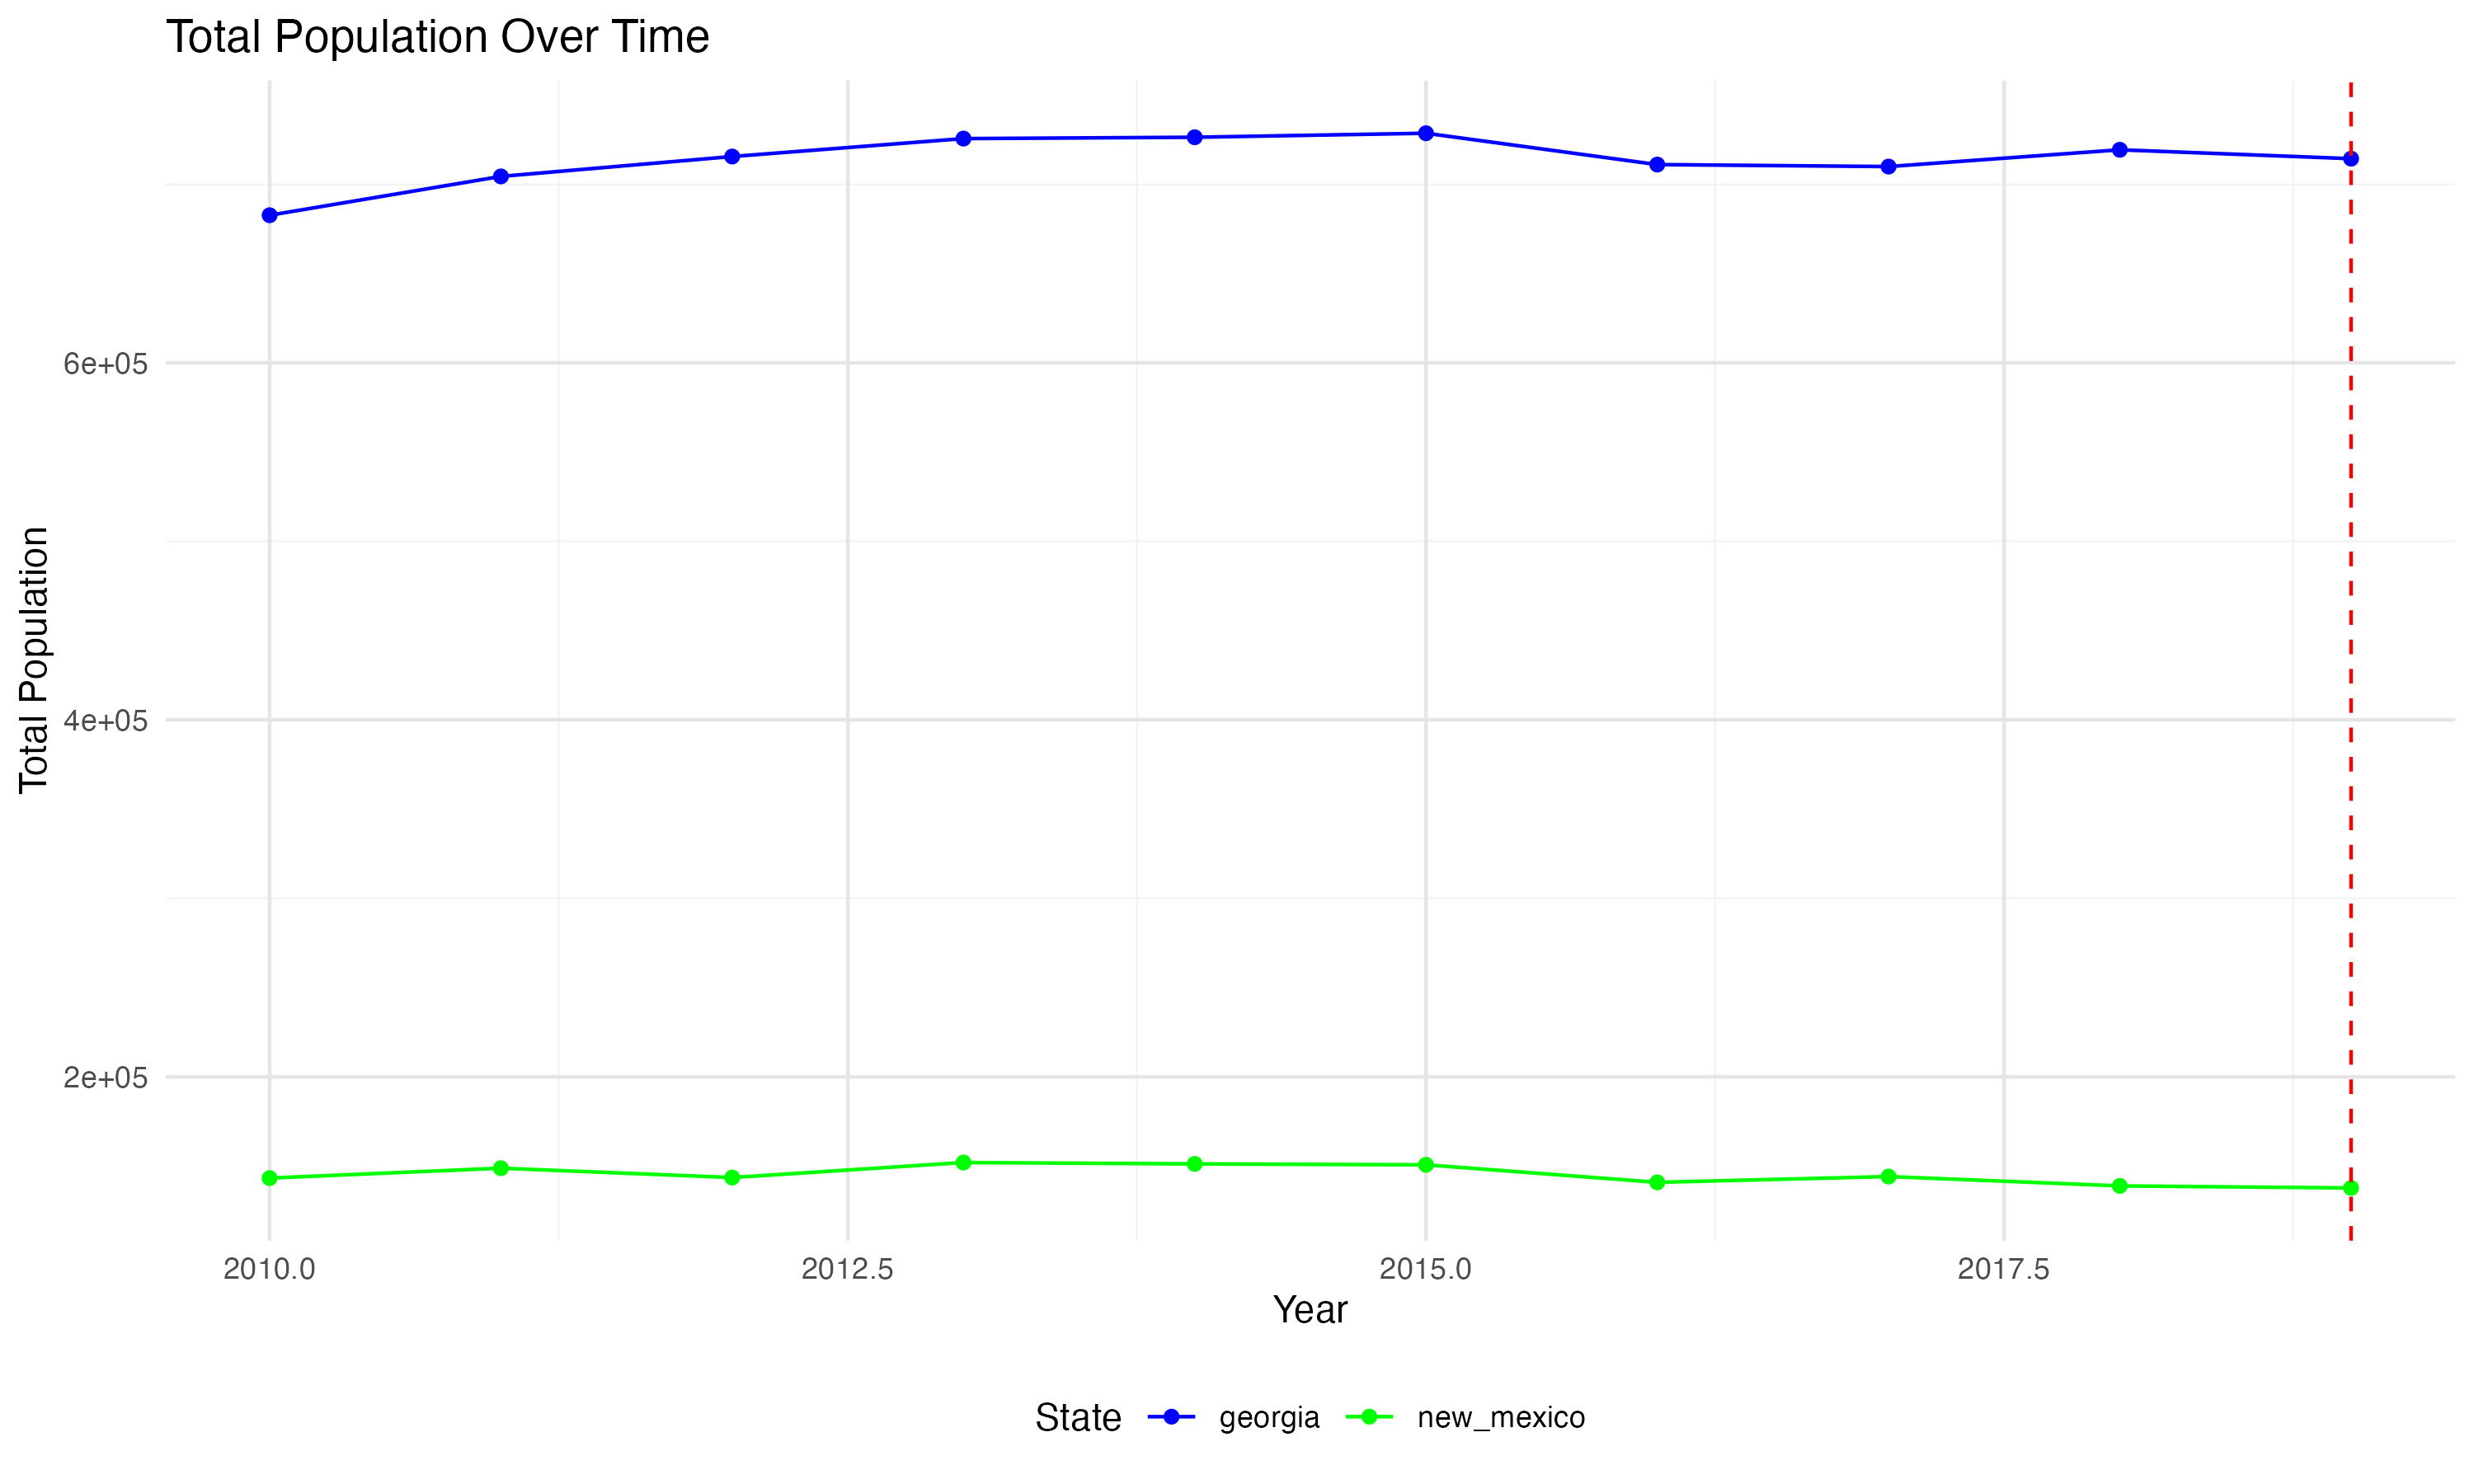 Total Population Over Time
Total Population
6e+05
4e+05
2e+05
2010.0 2012.5 2015.0 2017.5
Year
State georgia new_mexico